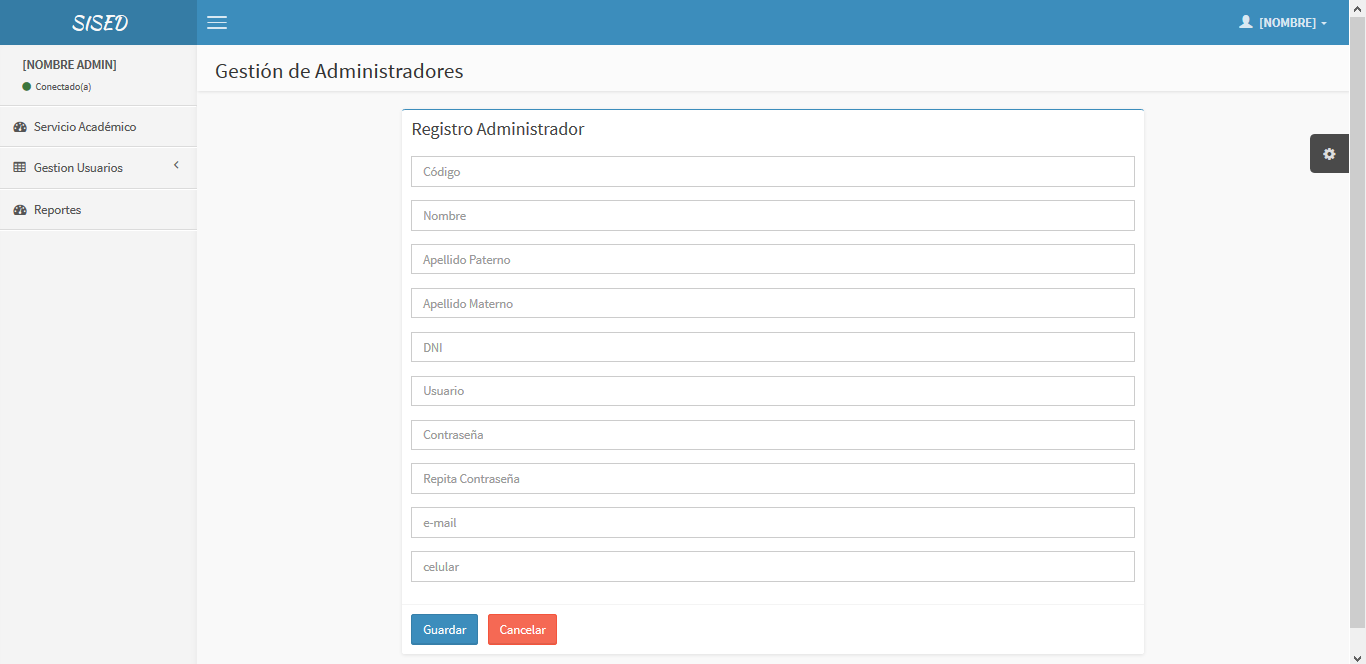 SISED
[NOMBRE]
[NOMBRE ADMIN]
Conectado(a)
Servicio Académico
Gestion Usuarios
Reportes
Gestión de Administradores
Registro Administrador
Código
Nombre
Apellido Paterno
Apellido Materno
DNI
Usuario
Contraseña
Repita Contraseña
e-mail
celular
Guardar
Cancelar